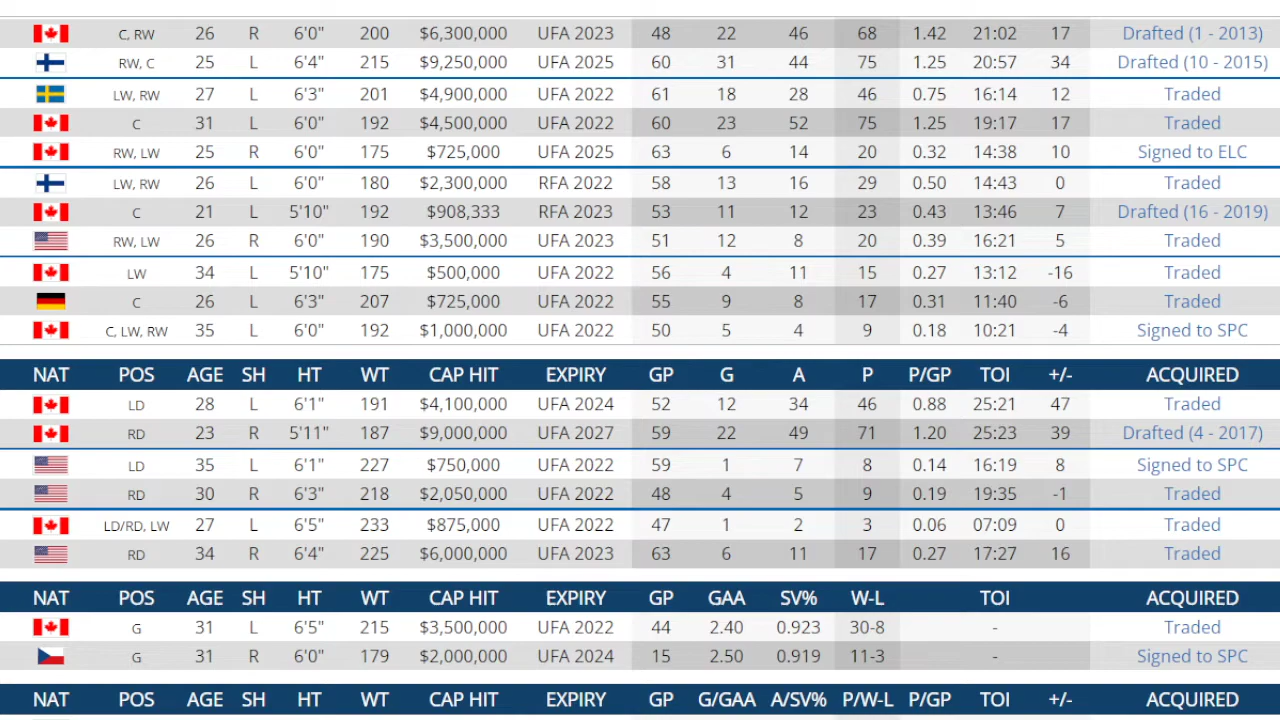 C, RW 26 R 6'0" 200 $6,300,000 UFA 2023 48 22 46 68 1.42 21:02 17 Drafted (1 - 2013)
RW, C 25 L 6'4" 215 $9,250,000 UFA 2025 60 31 44 75 1.25 20:57 34 Drafted (10 - 2015)
LW, RW 27 L 6'3" 201 $4,900,000 UFA 2022 61 18 28 46 0.75 16:14 12 Traded
C 31 L 6'0" 192 $4,500,000 UFA 2022 60 23 52 75 1.25 19:17 17 Traded
RW, LW 25 R 6'0" 175 $725,000 UFA 2025 63 6 14 20 0.32 14:38 10 Signed to ELC
LW, RW 26 L 6'0" 180 $2,300,000 RFA 2022 58 13 16 29 0.50 14:43 0 Traded
C 21 L 5'10" 192 $908,333 RFA 2023 53 11 12 23 0.43 13:46 7 Drafted (16 - 2019)
RW, LW 26 R 6'0" 190 $3,500,000 UFA 2023 51 12 8 20 0.39 16:21 5 Traded
LW 34 L 5'10" 175 $500,000 UFA 2022 56 4 11 15 0.27 13:12 -16 Traded
C 26 L 6'3" 207 $725,000 UFA 2022 55 9 8 17 0.31 11:40 -6 Traded
C, LW, RW 35 L 6'0" 192 $1,000,000 UFA 2022 50 5 4 9 0.18 10:21 -4 Signed to SPC
NAT POS AGE SH HT WT CAP HIT EXPIRY GP G A P P/GP TOI +/- ACQUIRED
LD 28 L 6'1" 191 $4,100,000 UFA 2024 52 12 34 46 0.88 25:21 47 Traded
RD 23 R 5'11" 187 $9,000,000 UFA 2027 59 22 49 71 1.20 25:23 39 Drafted (4 - 2017)
LD 35 L 6'1" 227 $750,000 UFA 2022 59 1 7 8 0.14 16:19 8 Signed to SPC
RD 30 R 6'3" 218 $2,050,000 UFA 2022 48 4 5 9 0.19 19:35 -1 Traded
LD/RD, LW 27 L 6'5" 233 $875,000 UFA 2022 47 1 2 3 0.06 07:09 0 Traded
RD 34 R 6'4" 225 $6,000,000 UFA 2023 63 6 11 17 0.27 17:27 16 Traded
NAT POS AGE SH HT WT CAP HIT EXPIRY GP GAA SV% W-L TOI ACQUIRED
G 31 L 6'5" 215 $3,500,000 UFA 2022 44 2.40 0.923 30-8 - Traded
G 31 R 6'0" 179 $2,000,000 UFA 2024 15 2.50 0.919 11-3 - Signed to SPC
NAT POS AGE SH HT WT CAP HIT EXPIRY GP G/GAA A/SV% P/W-L P/GP TOI +/- ACQUIRED